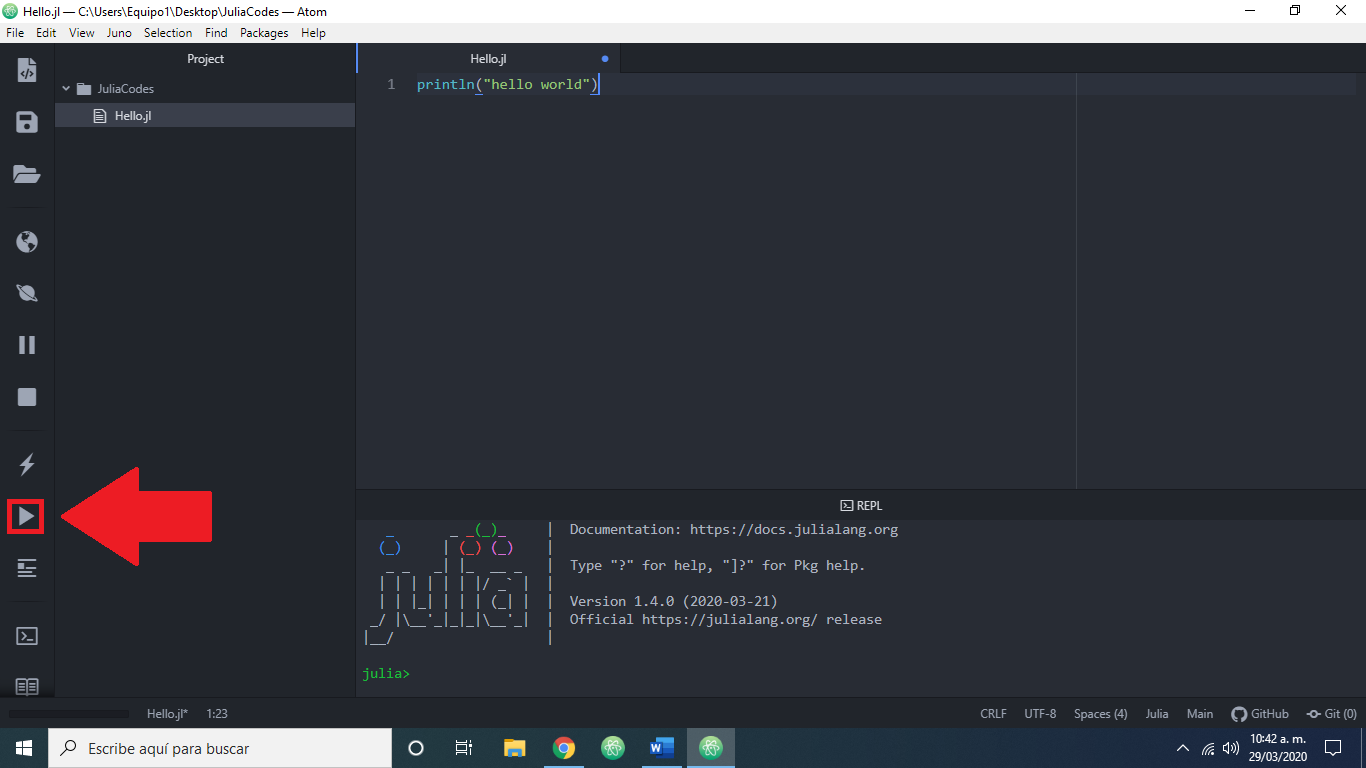 Hello.jl — C:\Users\Equipo1\Desktop\JuliaCodes — Atom
File Edit View Juno Selection Find Packages Help
Project
JuliaCodes
Hello.jl
Hello.jl
1 println("hello world")
REPL
Documentation: https://docs.julialang.org
Type "?" for help, "]?" for Pkg help.
Version 1.4.0 (2020-03-21)
Official https://julialang.org/ release
julia>
Hello.jl* 1:23 CRLF UTF-8 Spaces (4) Julia Main GitHub Git (0)
Escribe aquí para buscar
10:42 a. m.
29/03/2020